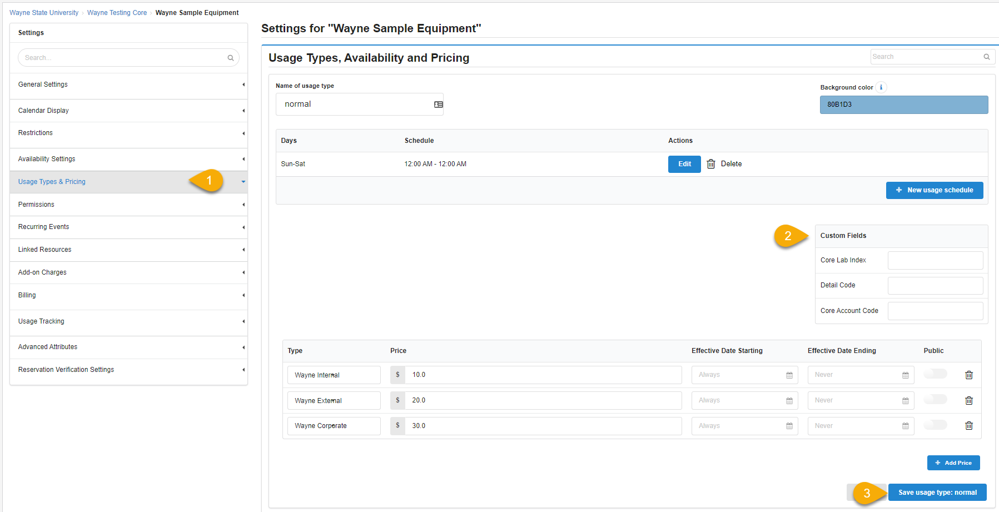 Wayne State University › Wayne Testing Core › Wayne Sample Equipment
Settings
Search...
General Settings
Calendar Display
Restrictions
Availability Settings
Usage Types & Pricing
1
Permissions
Recurring Events
Linked Resources
Add-on Charges
Billing
Usage Tracking
Advanced Attributes
Reservation Verification Settings
Settings for "Wayne Sample Equipment"
Usage Types, Availability and Pricing
Search
Name of usage type
normal
Background color i
80B1D3
Days Schedule Actions
Sun-Sat 12:00 AM - 12:00 AM Edit Delete
+ New usage schedule
2
Custom Fields
Core Lab Index
Detail Code
Core Account Code
Type Price Effective Date Starting Effective Date Ending Public
Wayne Internal $ 10.0 Always Never
Wayne External $ 20.0 Always Never
Wayne Corporate $ 30.0 Always Never
+ Add Price
3
Save usage type: normal